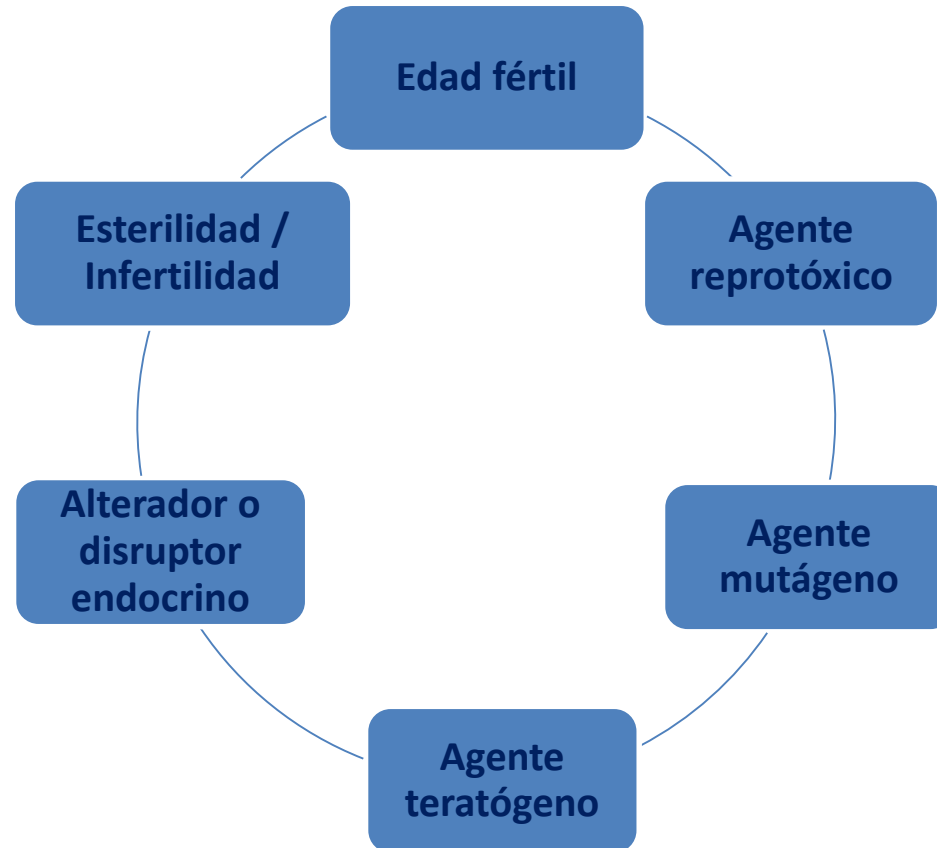 Edad fértil
Agente
reprotóxico
Agente
mutágeno
Agente
teratógeno
Alterador o
disruptor
endocrino
Esterilidad /
Infertilidad